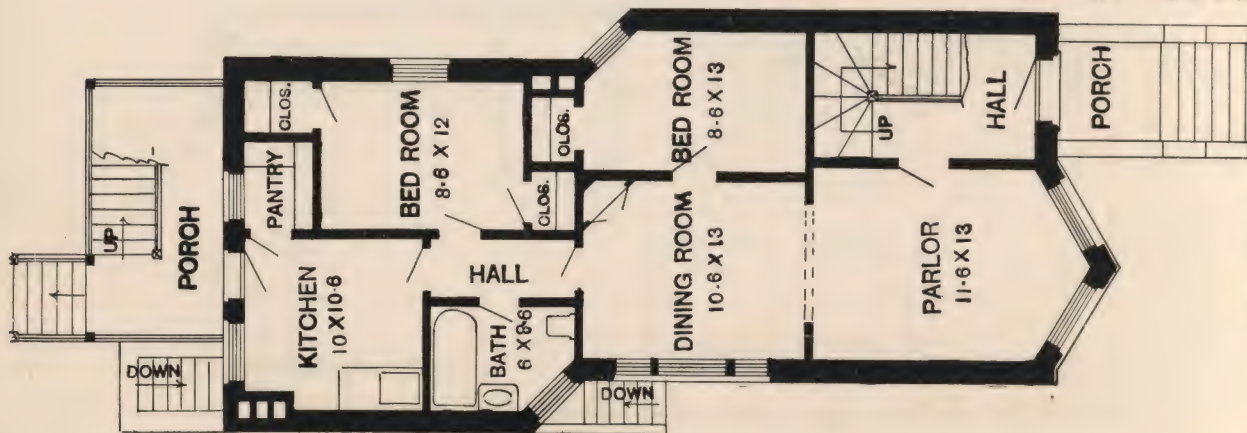 CLOS.
PANTRY
BED ROOM
8-6 X 12
CLOS.
CLOS.
BED ROOM
8-6 X 13
UP
HALL
PORCH
UP
PORCH
KITCHEN
10 X 10-6
HALL
BATH
6 X 8-6
DINING ROOM
10-6 X 13
PARLOR
11-6 X 13
DOWN
DOWN